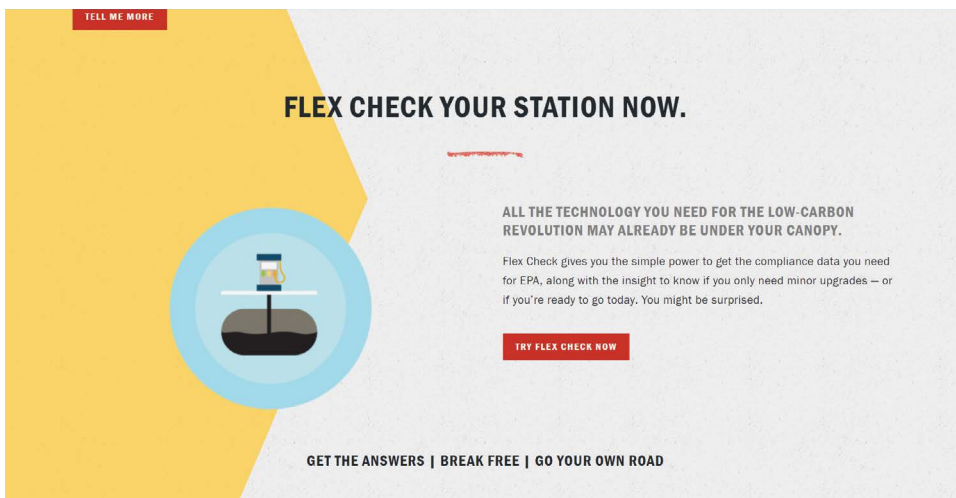 TELL ME MORE
FLEX CHECK YOUR STATION NOW.
ALL THE TECHNOLOGY YOU NEED FOR THE LOW-CARBON
REVOLUTION MAY ALREADY BE UNDER YOUR CANOPY.
Flex Check gives you the simple power to get the compliance data you need
for EPA, along with the insight to know if you only need minor upgrades — or
if you're ready to go today. You might be surprised.
TRY FLEX CHECK NOW
GET THE ANSWERS | BREAK FREE | GO YOUR OWN ROAD